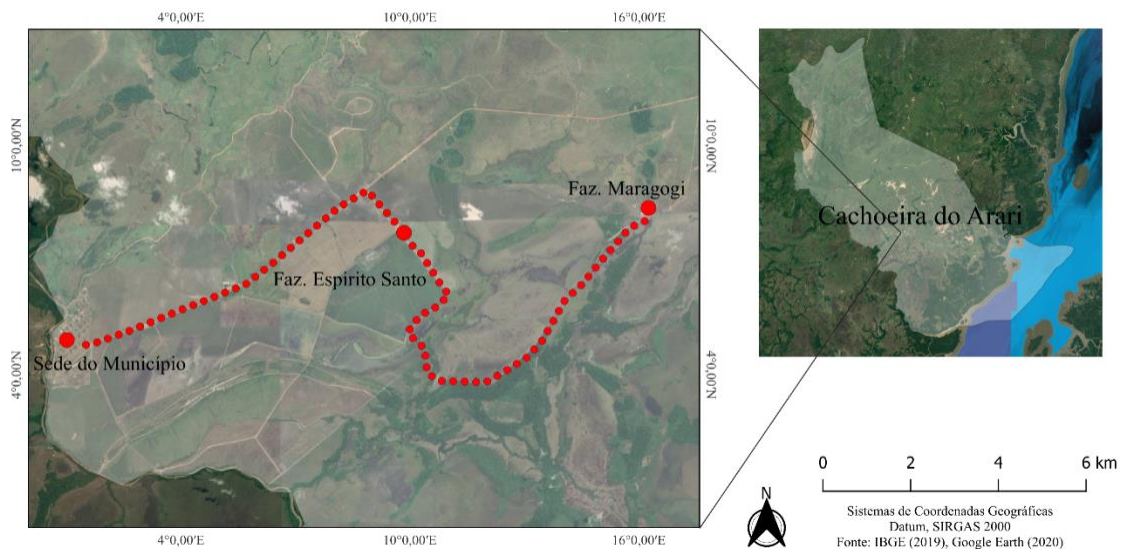 4°0,00′E
10°0,00′E
16°0,00′E
10°0,00′N
4°0,00′N
Faz. Maragogi
Faz. Espírito Santo
Sede do Município
10°0,00′N
4°0,00′N
4°0,00′E
10°0,00′E
16°0,00′E
Cachoeira do Arari
0 2 4 6 km
N
Sistemas de Coordenadas Geográficas
Datum, SIRGAS 2000
Fonte: IBGE (2019), Google Earth (2020)